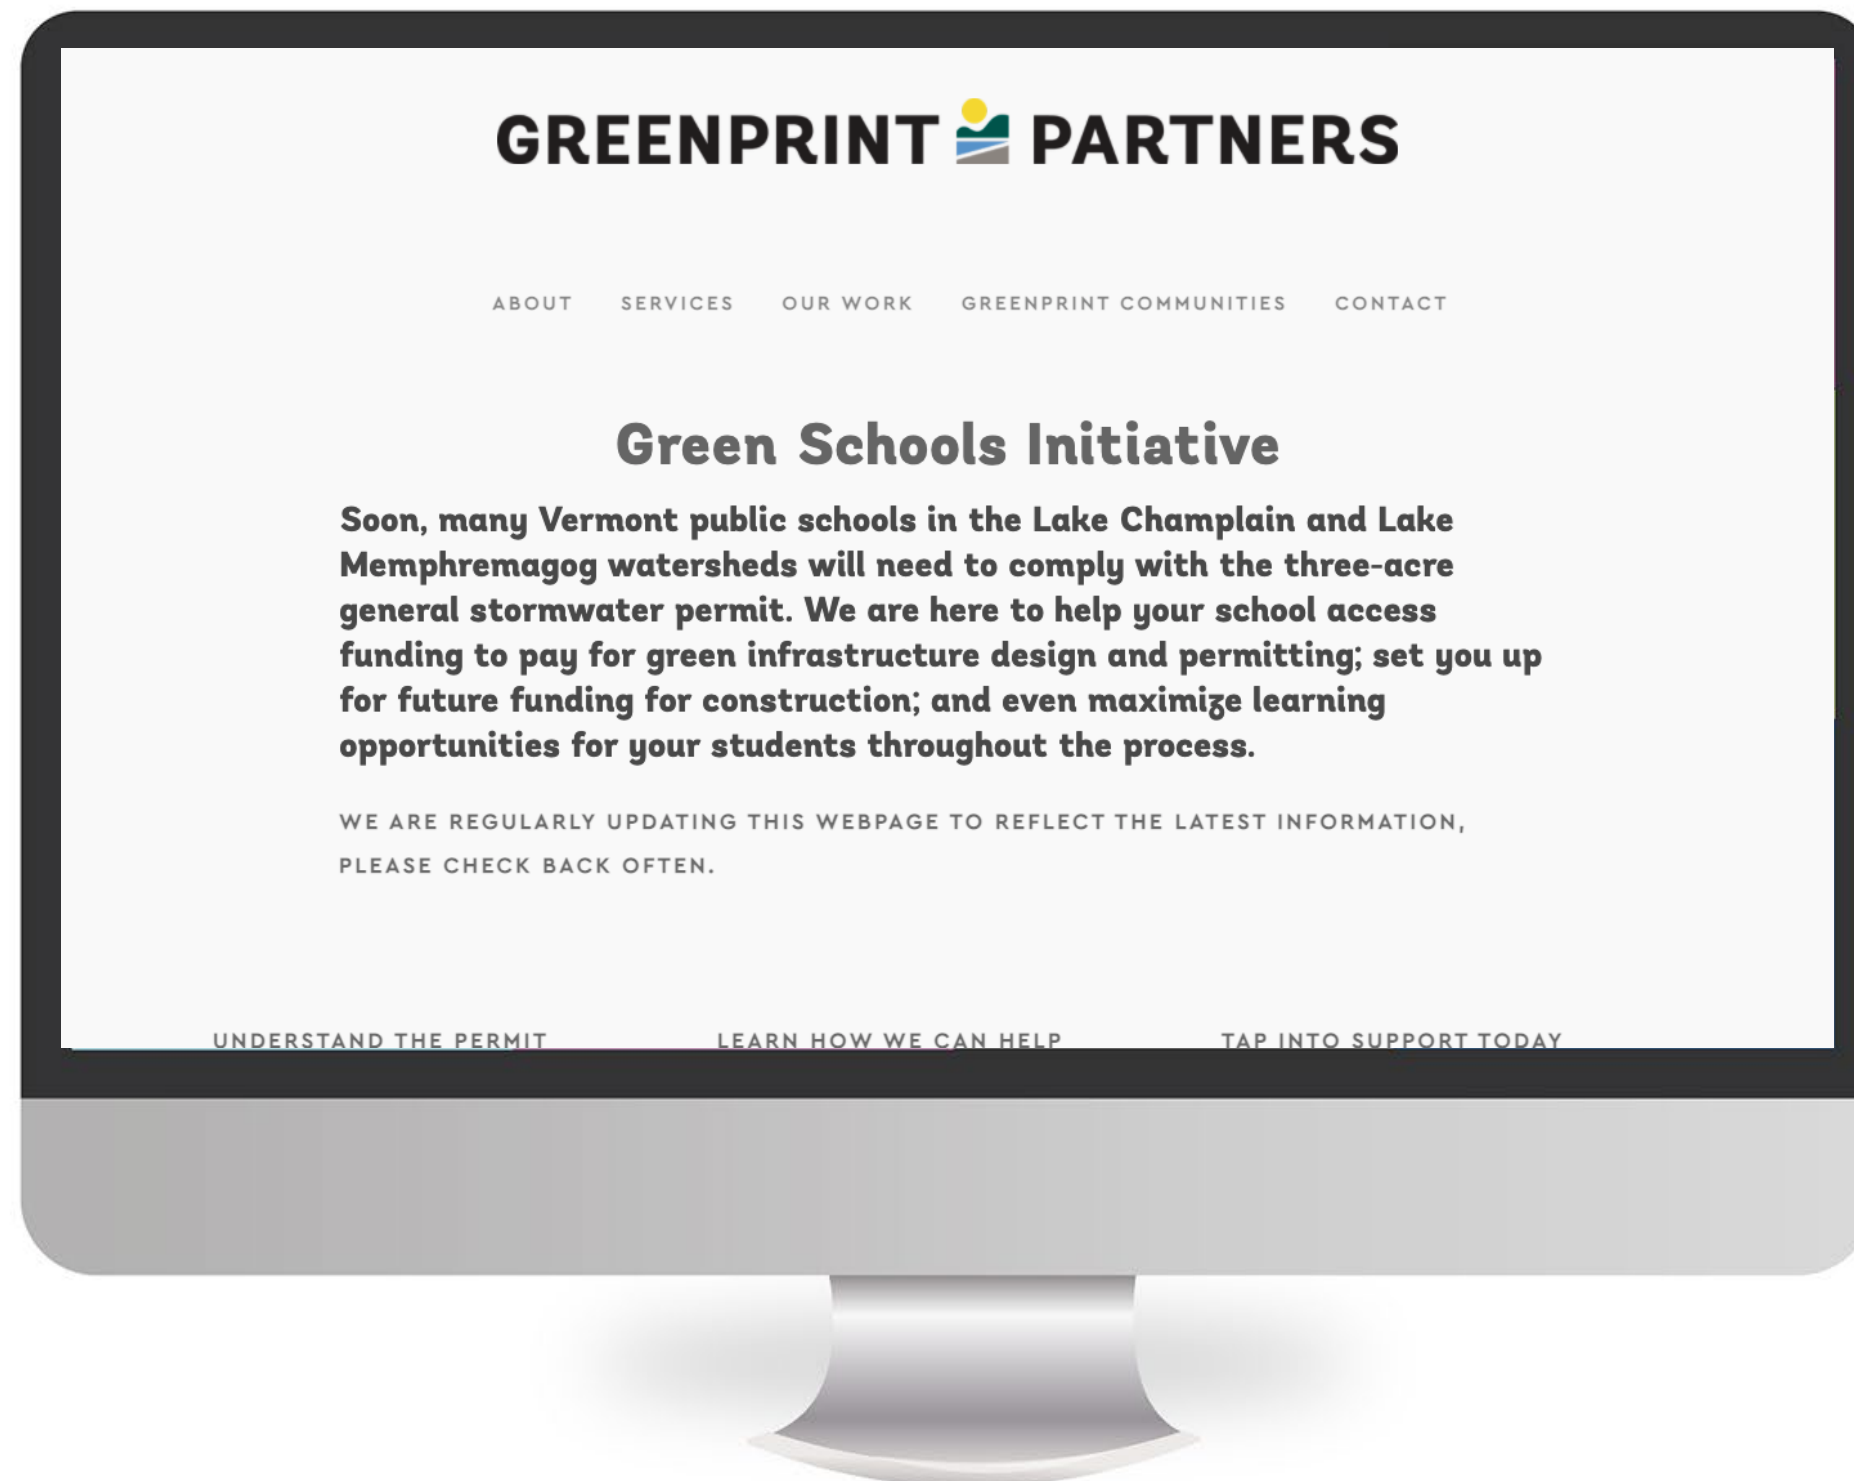 GREENPRINT PARTNERS
ABOUT SERVICES OUR WORK GREENPRINT COMMUNITIES CONTACT
Green Schools Initiative
Soon, many Vermont public schools in the Lake Champlain and Lake
Memphremagog watersheds will need to comply with the three-acre
general stormwater permit. We are here to help your school access
funding to pay for green infrastructure design and permitting; set you up
for future funding for construction; and even maximize learning
opportunities for your students throughout the process.
WE ARE REGULARLY UPDATING THIS WEBPAGE TO REFLECT THE LATEST INFORMATION,
PLEASE CHECK BACK OFTEN.
UNDERSTAND THE PERMIT LEARN HOW WE CAN HELP TAP INTO SUPPORT TODAY